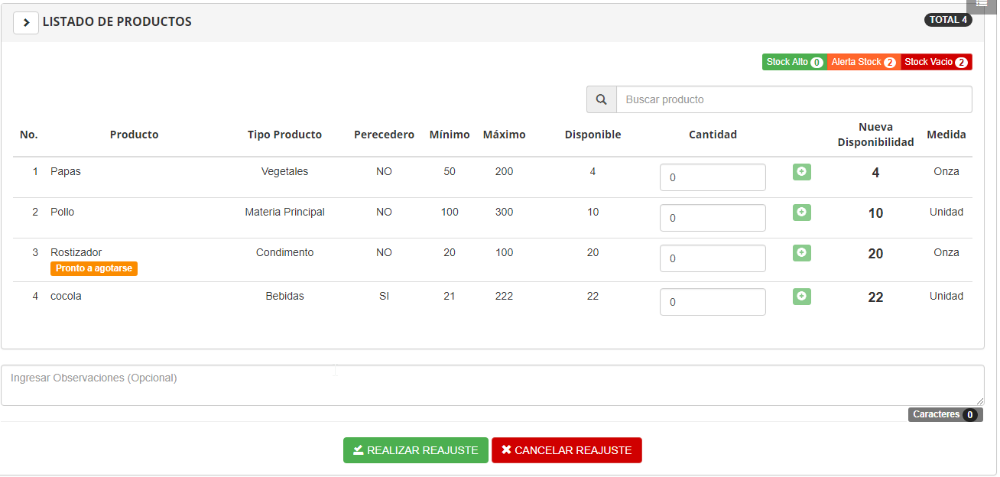 LISTADO DE PRODUCTOS
TOTAL 4
Stock Alto 0 Alerta Stock 2 Stock Vacio 2
Buscar producto
No. Producto Tipo Producto Perecedero Mínimo Máximo Disponible Cantidad Nueva Disponibilidad Medida
1 Papas Vegetales NO 50 200 4 0 4 Onza
2 Pollo Materia Principal NO 100 300 10 0 10 Unidad
3 Rostizador Condimento NO 20 100 20 0 20 Onza
Pronto a agotarse
4 cocola Bebidas SI 21 222 22 0 22 Unidad
Ingresar Observaciones (Opcional)
Caracteres 0
REALIZAR REAJUSTE CANCELAR REAJUSTE